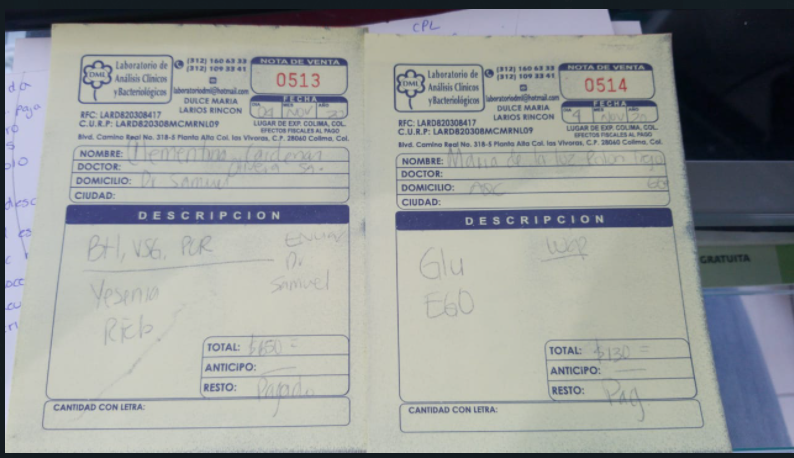 CPL
Laboratorio de
Análisis Clínicos
y Bacteriológicos
DML
(312) 160 63 33
(312) 109 33 41
laboratoriodml@hotmail.com
DULCE MARIA
LARIOS RINCON
NOTA DE VENTA
0513
FECHA
DIA MES AÑO
04 Nov 20
RFC: LARD820308417
C.U.R.P: LARD820308MCMRNL09
LUGAR DE EXP. COLIMA, COL.
EFECTOS FISCALES AL PAGO
Blvd. Camino Real No. 318-5 Planta Alta Col. las Víboras, C.P. 28060 Colima, Col.
NOMBRE: Clementina Cardenas
DOCTOR:
DOMICILIO: Dr Samuel
CIUDAD:
DESCRIPCION
BH, VSG, PCR
Enviar
Dr.
Samuel
Yesenia
TOTAL: $150 =
ANTICIPO:
RESTO: Pagado
CANTIDAD CON LETRA:
Laboratorio de
Análisis Clínicos
y Bacteriológicos
DML
(312) 160 63 33
(312) 109 33 41
laboratoriodml@hotmail.com
DULCE MARIA
LARIOS RINCON
NOTA DE VENTA
0514
FECHA
DIA MES AÑO
4 Nov 20
RFC: LARD820308417
C.U.R.P: LARD820308MCMRNL09
LUGAR DE EXP. COLIMA, COL.
EFECTOS FISCALES AL PAGO
Blvd. Camino Real No. 318-5 Planta Alta Col. las Víboras, C.P. 28060 Colima, Col.
NOMBRE: Maria de la Luz
DOCTOR:
DOMICILIO: AQC
CIUDAD:
DESCRIPCION
Glu
EGO
TOTAL: $130 =
ANTICIPO:
RESTO: Pag
CANTIDAD CON LETRA:
GRATUITA